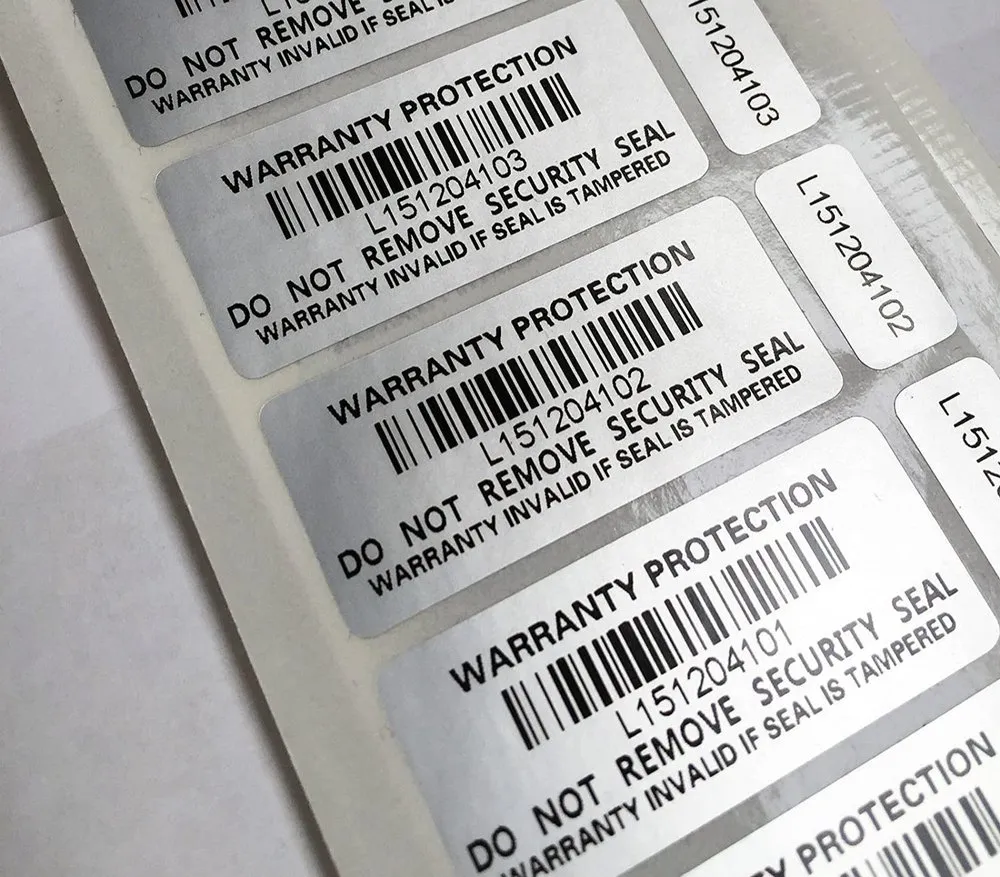 DO NOT REMOVE
WARRANTY INVALID IF SEAL IS
WARRANTY PROTECTION
L151204103
DO NOT REMOVE SECURITY SEAL
WARRANTY INVALID IF SEAL IS TAMPERED
151204103
WARRANTY PROTECTION
L151204102
DO NOT REMOVE SECURITY SEAL
WARRANTY INVALID IF SEAL IS TAMPERED
L151204102
WARRANTY PROTECTION
L151204101
DO NOT REMOVE SECURITY SEAL
WARRANTY INVALID IF SEAL IS TAMPERED
L1512
PROTECTION